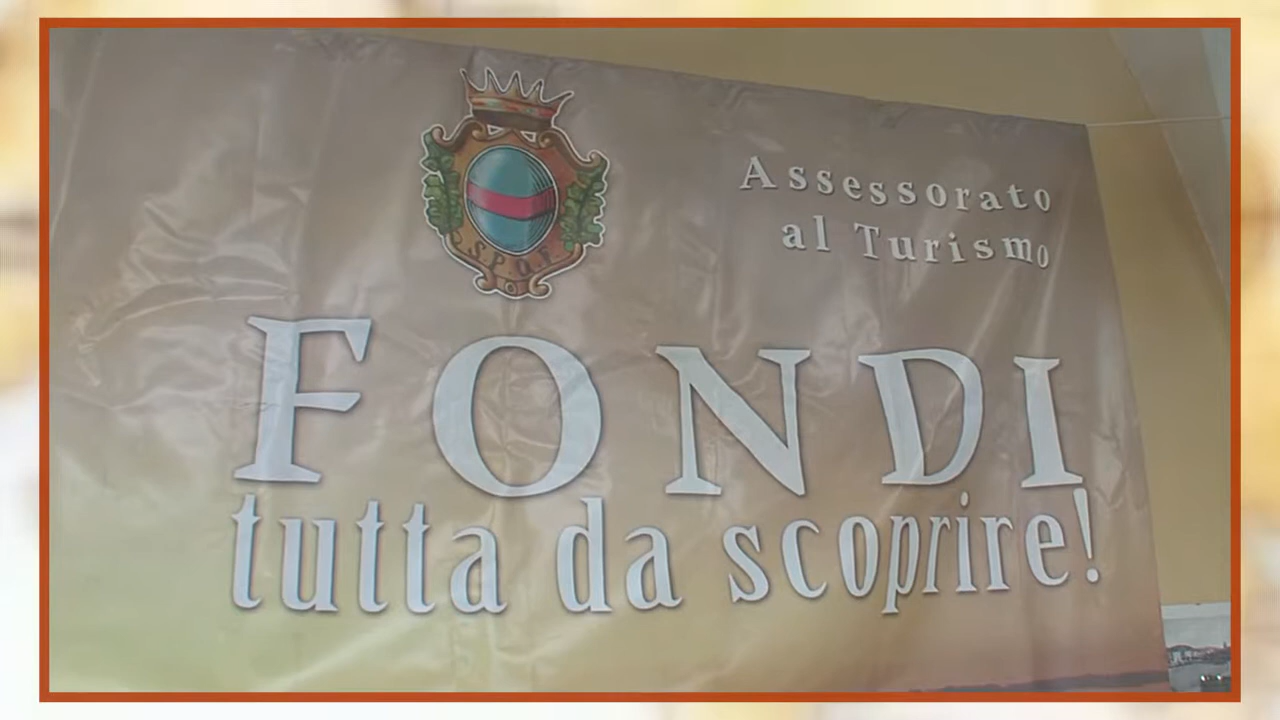 S.P.Q.F.
Assessorato
al Turismo
FONDI
tutta da scoprire!